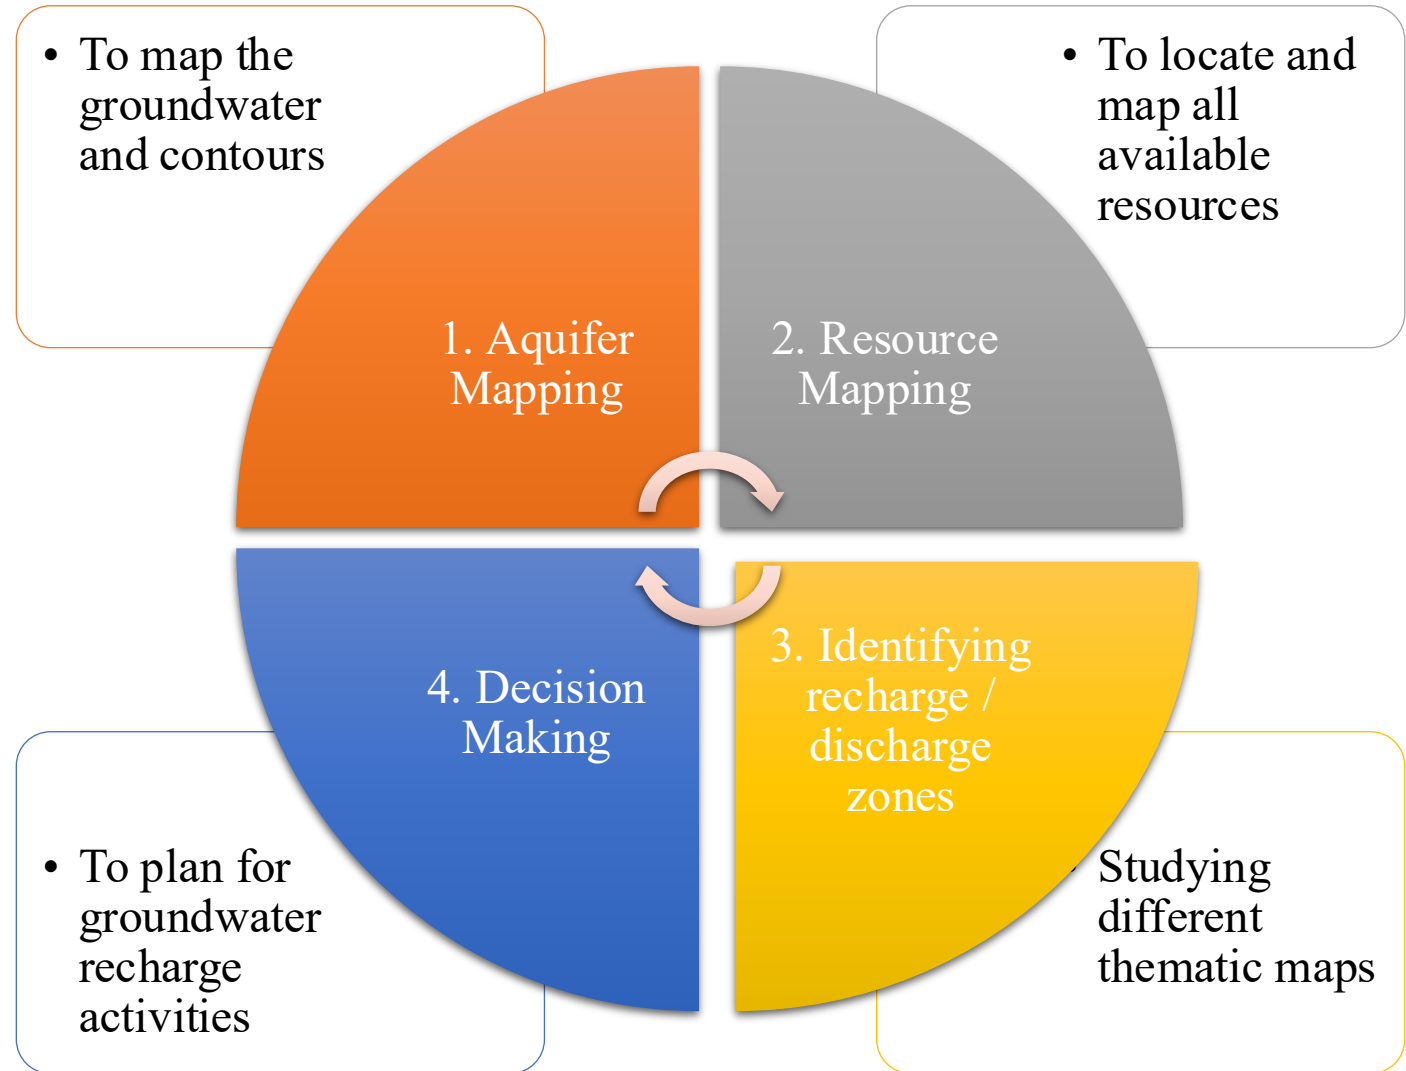 • To map the
groundwater
and contours
• To locate and
map all
available
resources
1. Aquifer
Mapping
2. Resource
Mapping
3. Identifying
recharge /
discharge
zones
4. Decision
Making
• To plan for
groundwater
recharge
activities
• Studying
different
thematic maps